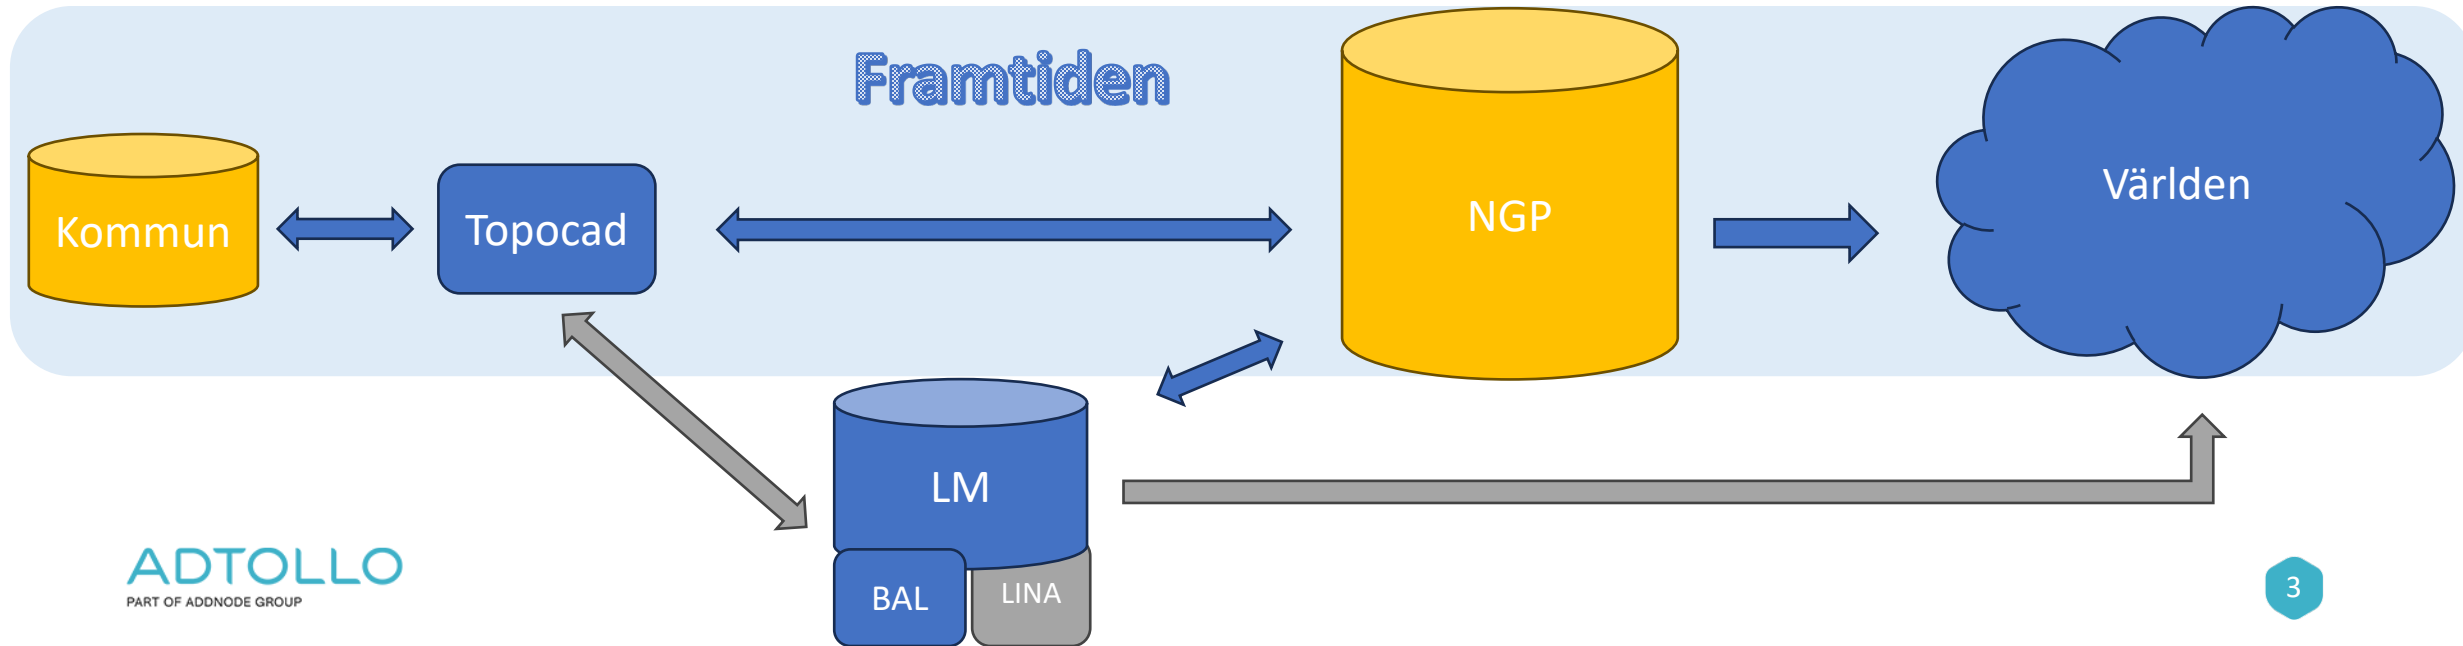 Framtiden
Kommun
Topocad
NGP
Världen
LM
BAL
LINA
ADTOLLO
PART OF ADDNODE GROUP
3